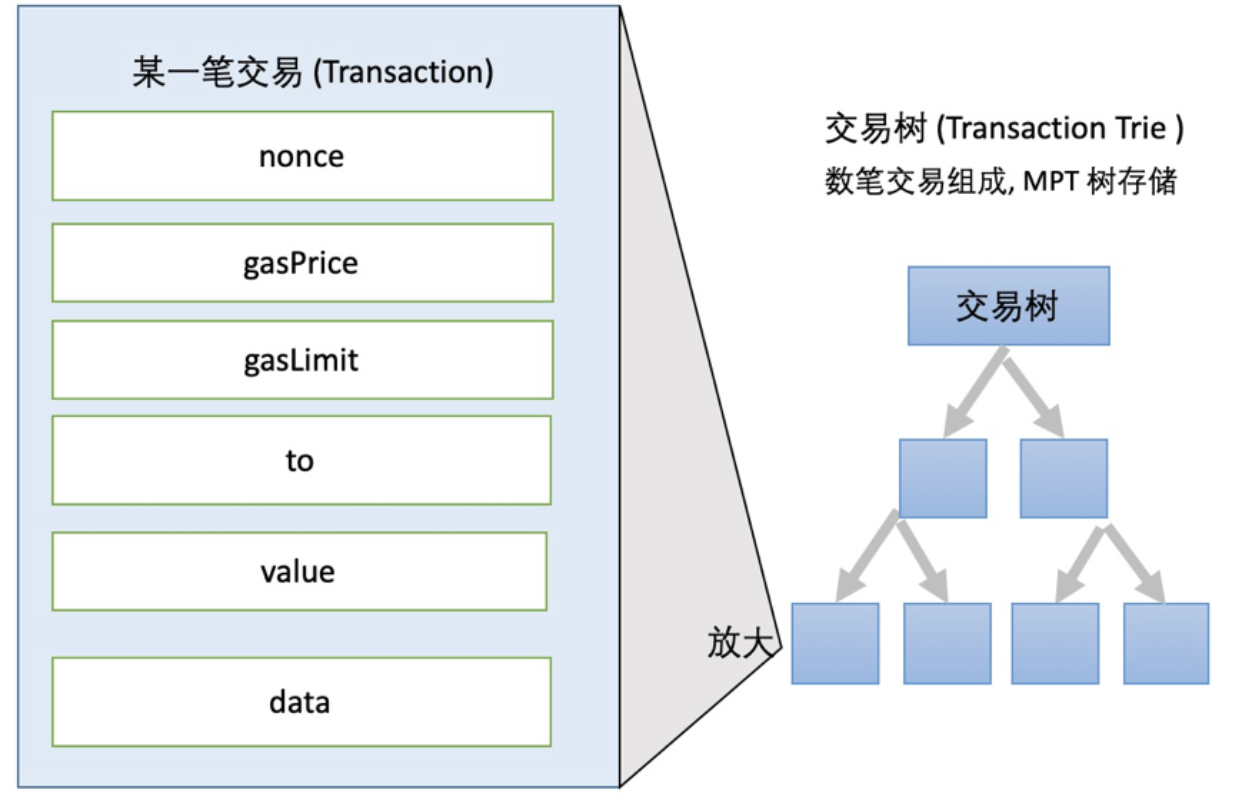 某一笔交易 (Transaction)
nonce
gasPrice
gasLimit
to
value
data
放大
交易树 (Transaction Trie )
数笔交易组成, MPT 树存储
交易树